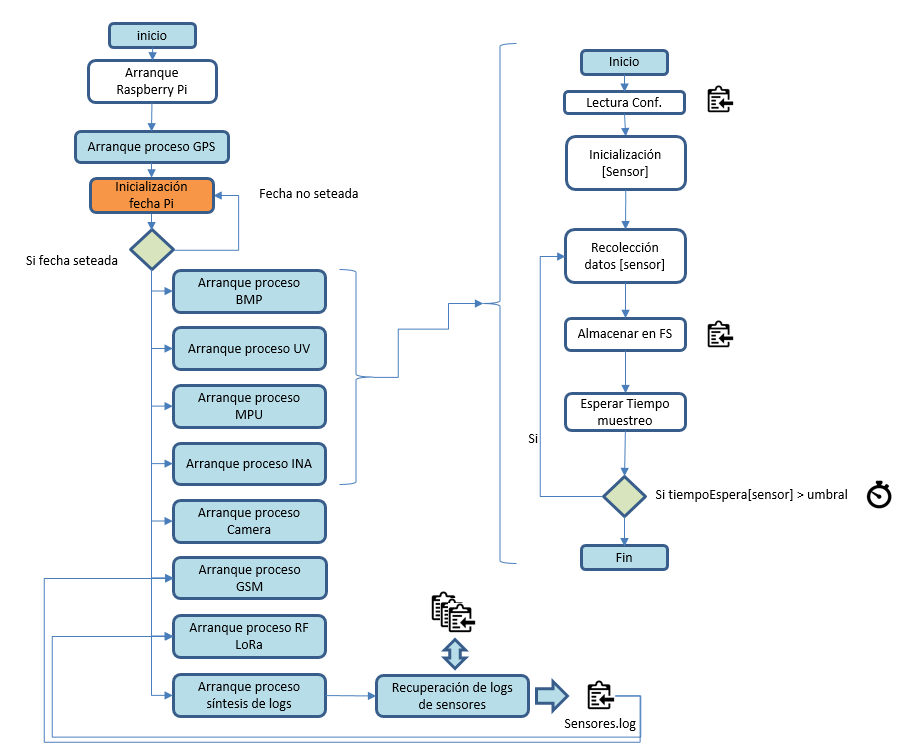 inicio
Arranque
Raspberry Pi
Arranque proceso GPS
Inicialización
fecha Pi
Fecha no seteada
Si fecha seteada
Arranque proceso
BMP
Arranque proceso UV
Arranque proceso
MPU
Arranque proceso INA
Arranque proceso
Camera
Arranque proceso
GSM
Arranque proceso RF
LoRa
Arranque proceso
síntesis de logs
Recuperación de logs
de sensores
Sensores.log
Inicio
Lectura Conf.
Inicialización
[Sensor]
Recolección
datos [sensor]
Almacenar en FS
Esperar Tiempo
muestreo
Si
Si tiempoEspera[sensor] > umbral
Fin